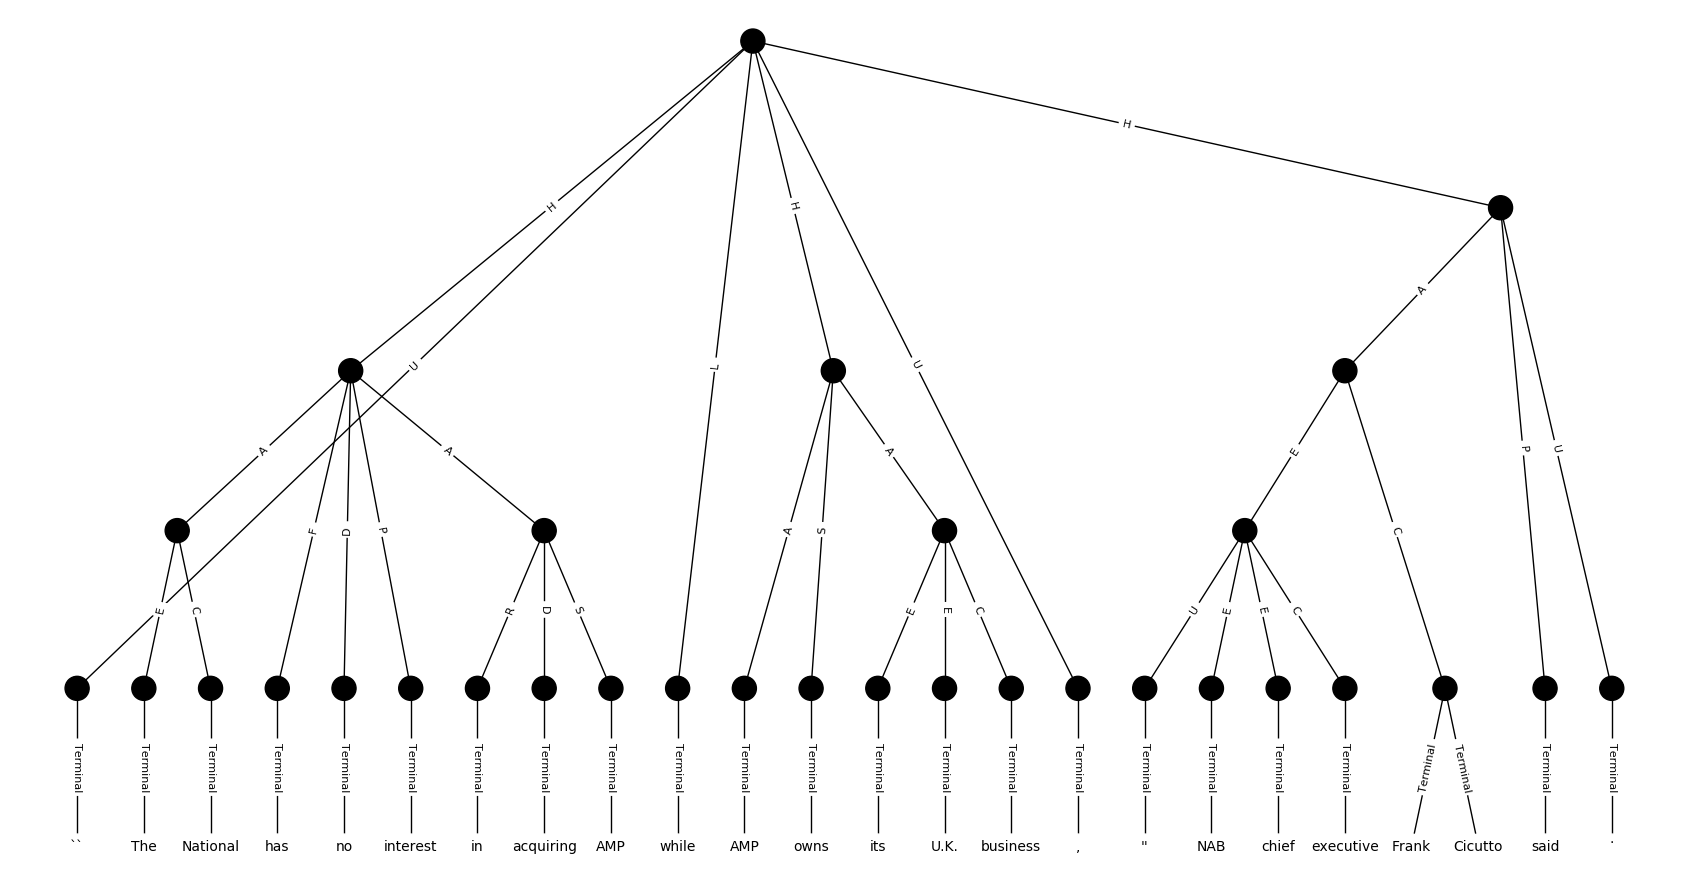 H
H
H
U
A
L
U
A
A
A
P
U
E
F
D
P
A
S
C
E
C
R
D
S
E
E
C
U
E
E
C
Terminal Terminal Terminal Terminal Terminal Terminal Terminal Terminal Terminal Terminal Terminal Terminal Terminal Terminal Terminal Terminal Terminal Terminal Terminal Terminal Terminal Terminal Terminal Terminal
`` The National has no interest in acquiring AMP while AMP owns its U.K. business , " NAB chief executive Frank Cicutto said .